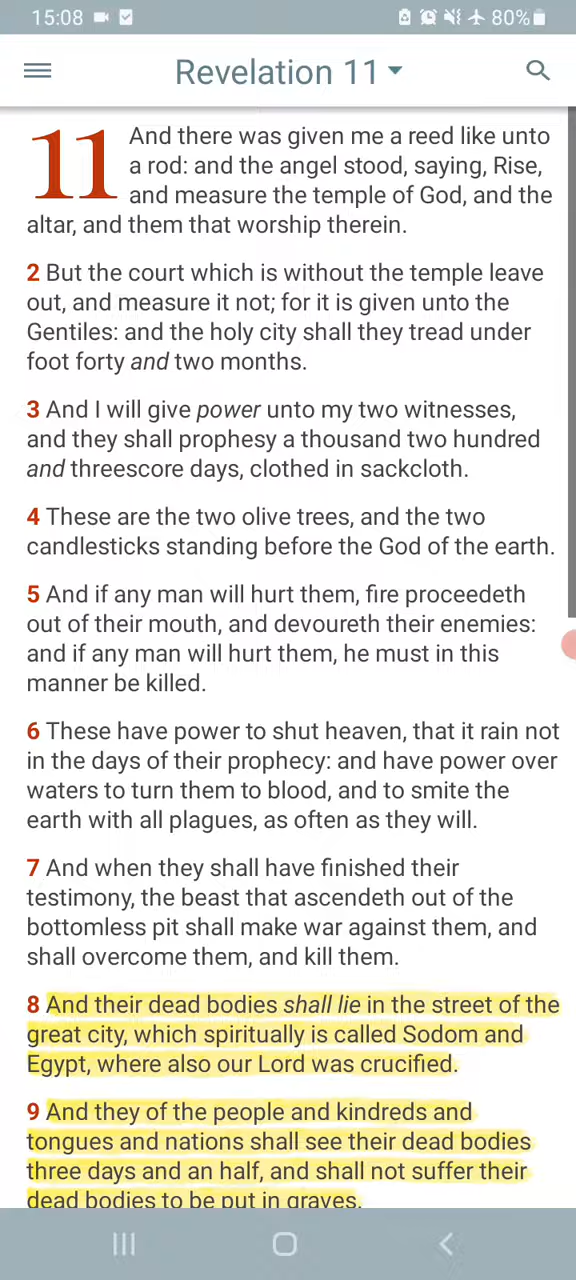 15:08 80%
Revelation 11
11 And there was given me a reed like unto
a rod: and the angel stood, saying, Rise,
and measure the temple of God, and the
altar, and them that worship therein.
2 But the court which is without the temple leave
out, and measure it not; for it is given unto the
Gentiles: and the holy city shall they tread under
foot forty and two months.
3 And I will give power unto my two witnesses,
and they shall prophesy a thousand two hundred
and threescore days, clothed in sackcloth.
4 These are the two olive trees, and the two
candlesticks standing before the God of the earth.
5 And if any man will hurt them, fire proceedeth
out of their mouth, and devoureth their enemies:
and if any man will hurt them, he must in this
manner be killed.
6 These have power to shut heaven, that it rain not
in the days of their prophecy: and have power over
waters to turn them to blood, and to smite the
earth with all plagues, as often as they will.
7 And when they shall have finished their
testimony, the beast that ascendeth out of the
bottomless pit shall make war against them, and
shall overcome them, and kill them.
8 And their dead bodies shall lie in the street of the
great city, which spiritually is called Sodom and
Egypt, where also our Lord was crucified.
9 And they of the people and kindreds and
tongues and nations shall see their dead bodies
three days and an half, and shall not suffer their
dead bodies to be put in graves.